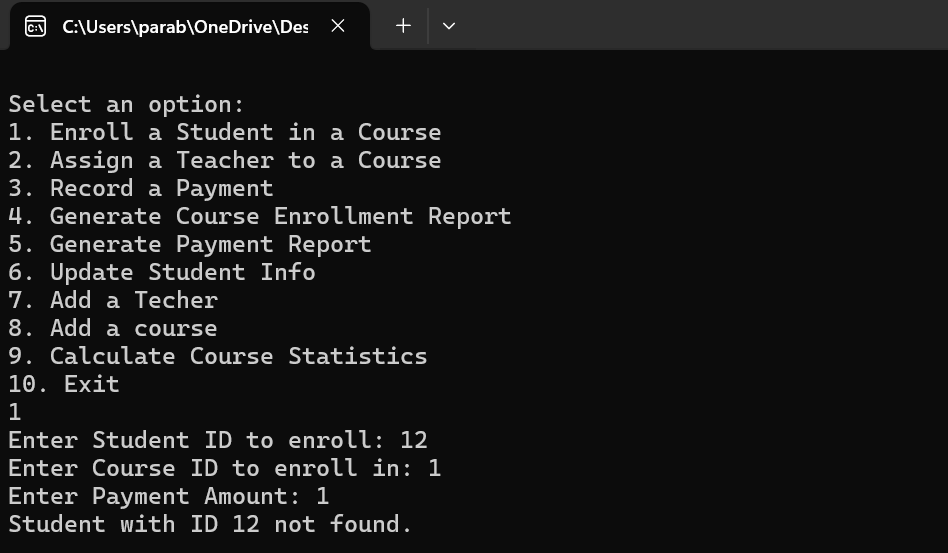 C:\Users\parab\OneDrive\Des
Select an option:
1. Enroll a Student in a Course
2. Assign a Teacher to a Course
3. Record a Payment
4. Generate Course Enrollment Report
5. Generate Payment Report
6. Update Student Info
7. Add a Techer
8. Add a course
9. Calculate Course Statistics
10. Exit
1
Enter Student ID to enroll: 12
Enter Course ID to enroll in: 1
Enter Payment Amount: 1
Student with ID 12 not found.